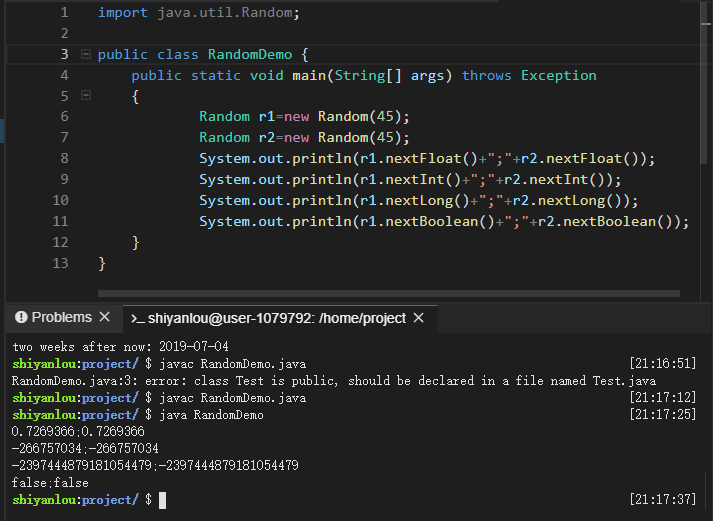 1 import java.util.Random;
2
3 public class RandomDemo {
4 public static void main(String[] args) throws Exception
5 {
6 Random r1=new Random(45);
7 Random r2=new Random(45);
8 System.out.println(r1.nextFloat()+";"+r2.nextFloat());
9 System.out.println(r1.nextInt()+";"+r2.nextInt());
10 System.out.println(r1.nextLong()+";"+r2.nextLong());
11 System.out.println(r1.nextBoolean()+";"+r2.nextBoolean());
12 }
13 }
Problems × >_ shiyanlou@user-1079792: /home/project ×
two weeks after now: 2019-07-04
shiyanlou:project/ $ javac RandomDemo.java [21:16:51]
RandomDemo.java:3: error: class Test is public, should be declared in a file named Test.java
shiyanlou:project/ $ javac RandomDemo.java [21:17:12]
shiyanlou:project/ $ java RandomDemo [21:17:25]
0.7269366;0.7269366
-266757034;-266757034
-2397444879181054479;-2397444879181054479
false;false
shiyanlou:project/ $ [21:17:37]